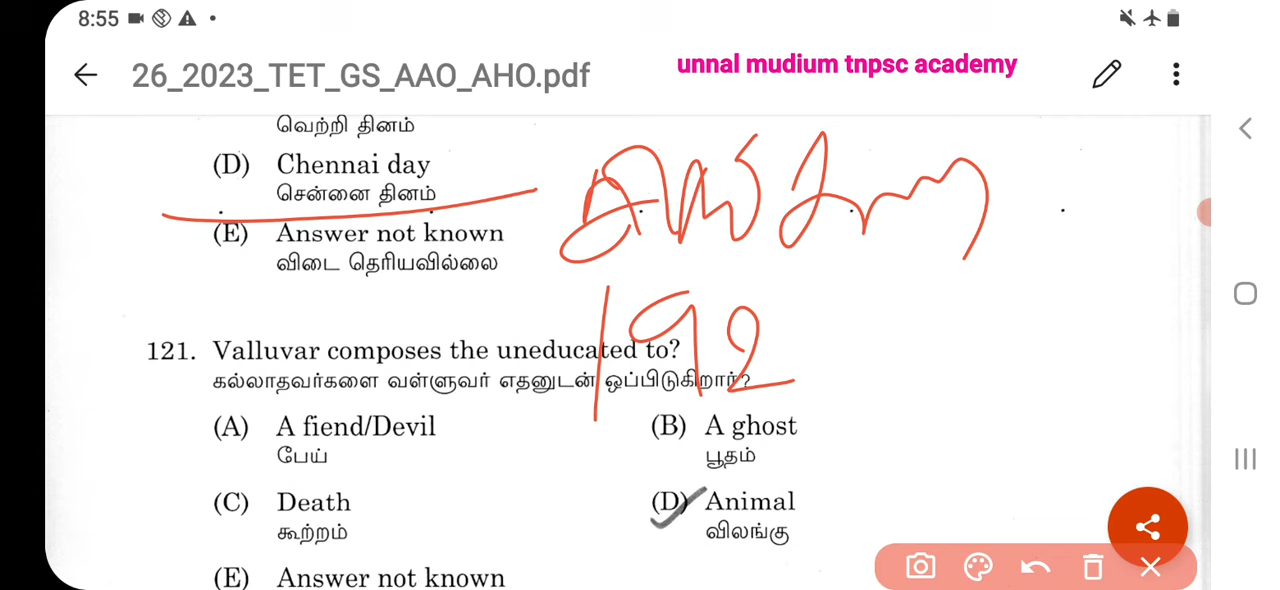 8:55
26_2023_TET_GS_AAO_AHO.pdf
unnal mudium tnpsc academy
வெற்றி தினம்
(D) Chennai day
சென்னை தினம்
(E) Answer not known
விடை தெரியவில்லை
192
121. Valluvar composes the uneducated to?
கல்லாதவர்களை வள்ளுவர் எதனுடன் ஒப்பிடுகிறார்?
(A) A fiend/Devil (B) A ghost
பேய் பூதம்
(C) Death (D) Animal
கூற்றம் விலங்கு
(E) Answer not known